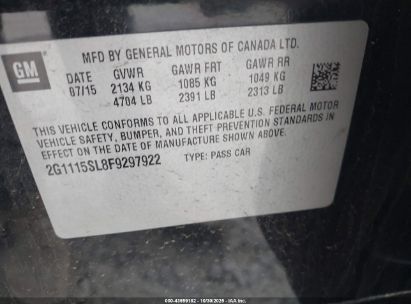 GM
MFD BY GENERAL MOTORS OF CANADA LTD.
DATE GVWR GAWR FRT GAWR RR
07/15 2134 KG 1085 KG 1049 KG
4704 LB 2391 LB 2313 LB
THIS VEHICLE CONFORMS TO ALL APPLICABLE U.S. FEDERAL MOTOR
VEHICLE SAFETY, BUMPER, AND THEFT PREVENTION STANDARDS IN
EFFECT ON THE DATE OF MANUFACTURE SHOWN ABOVE.
2G1115SL8F9297922 TYPE: PASS CAR